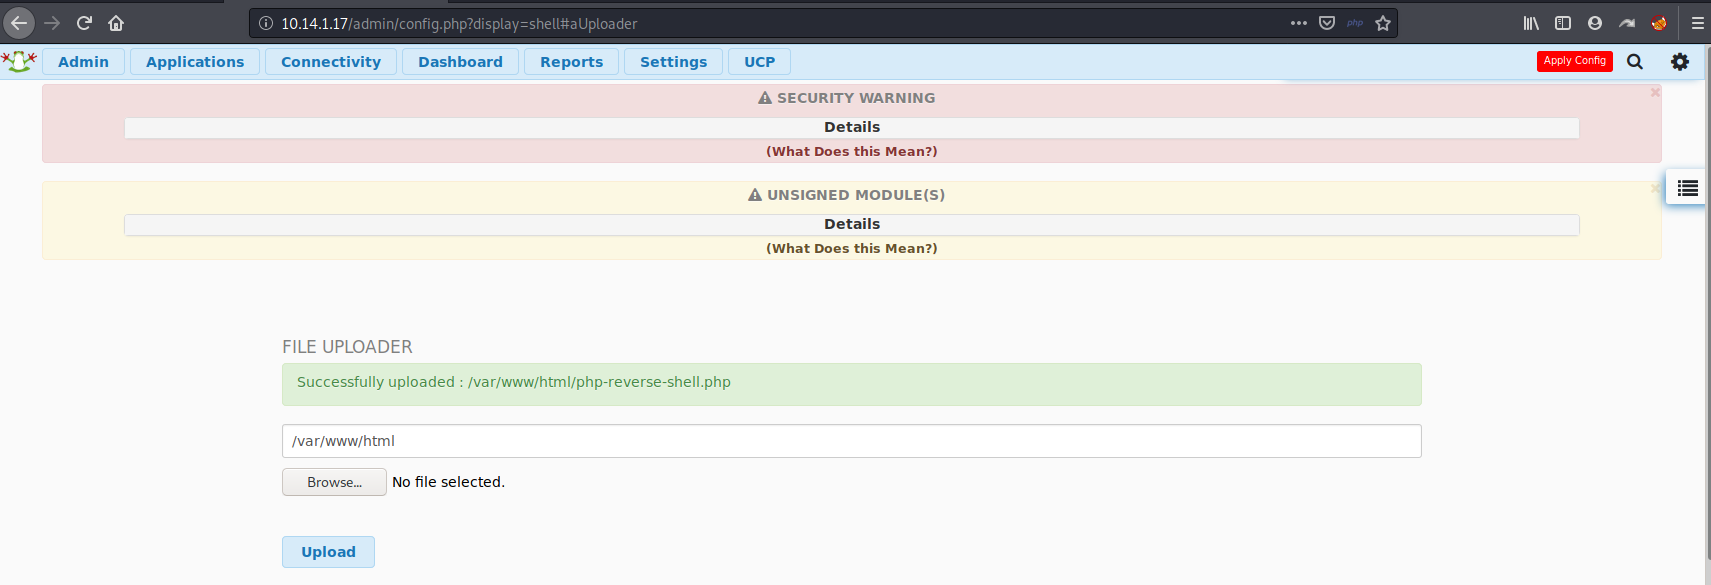 10.14.1.17/admin/config.php?display=shell#aUploader
php
Admin
Applications
Connectivity
Dashboard
Reports
Settings
UCP
Apply Config
SECURITY WARNING
Details
(What Does this Mean?)
UNSIGNED MODULE(S)
Details
(What Does this Mean?)
FILE UPLOADER
Successfully uploaded : /var/www/html/php-reverse-shell.php
/var/www/html
Browse...
No file selected.
Upload